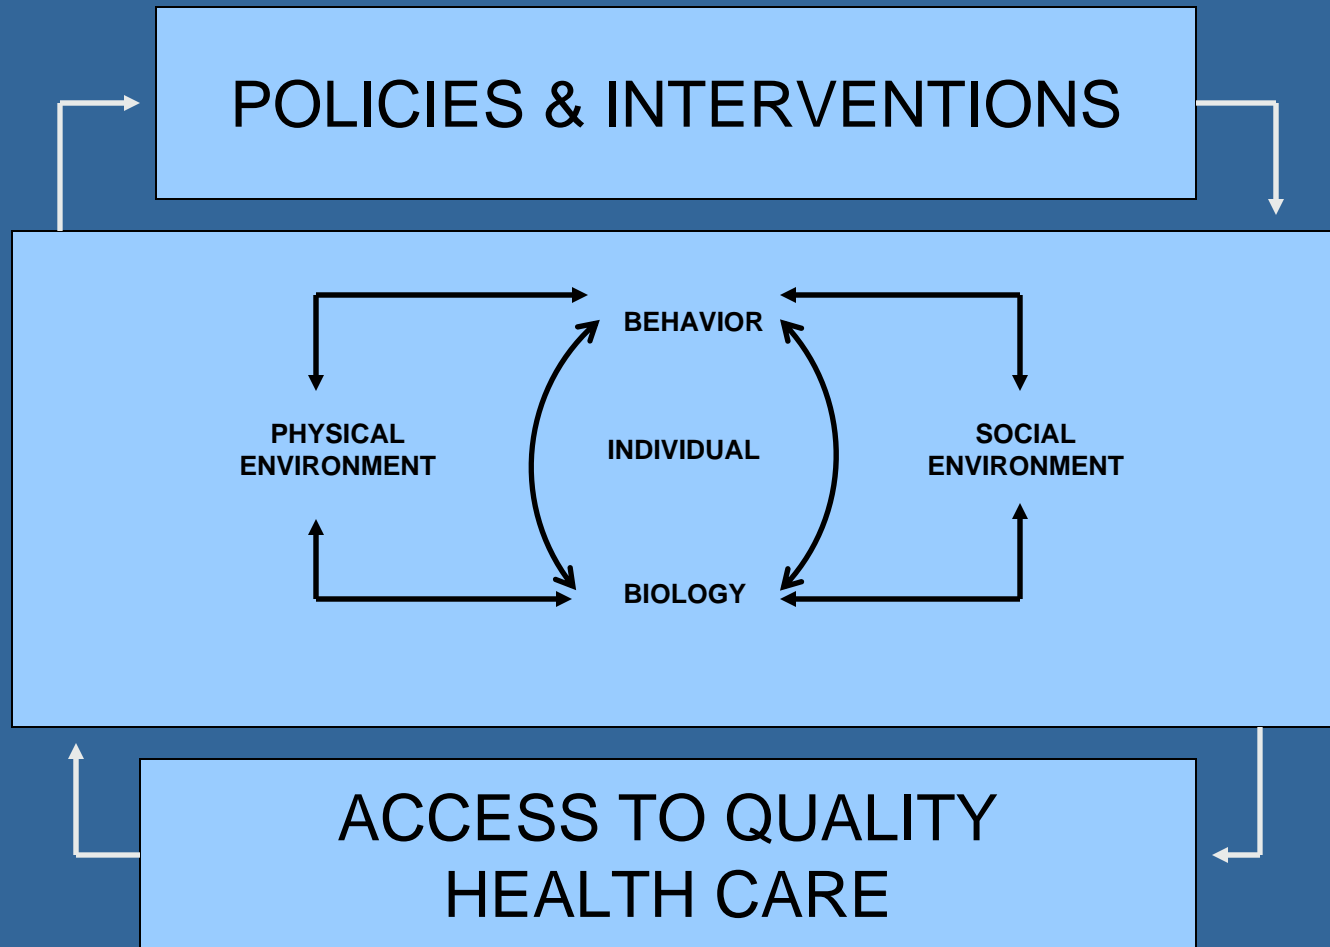 POLICIES & INTERVENTIONS
BEHAVIOR
PHYSICAL
ENVIRONMENT
INDIVIDUAL
SOCIAL
ENVIRONMENT
BIOLOGY
ACCESS TO QUALITY
HEALTH CARE